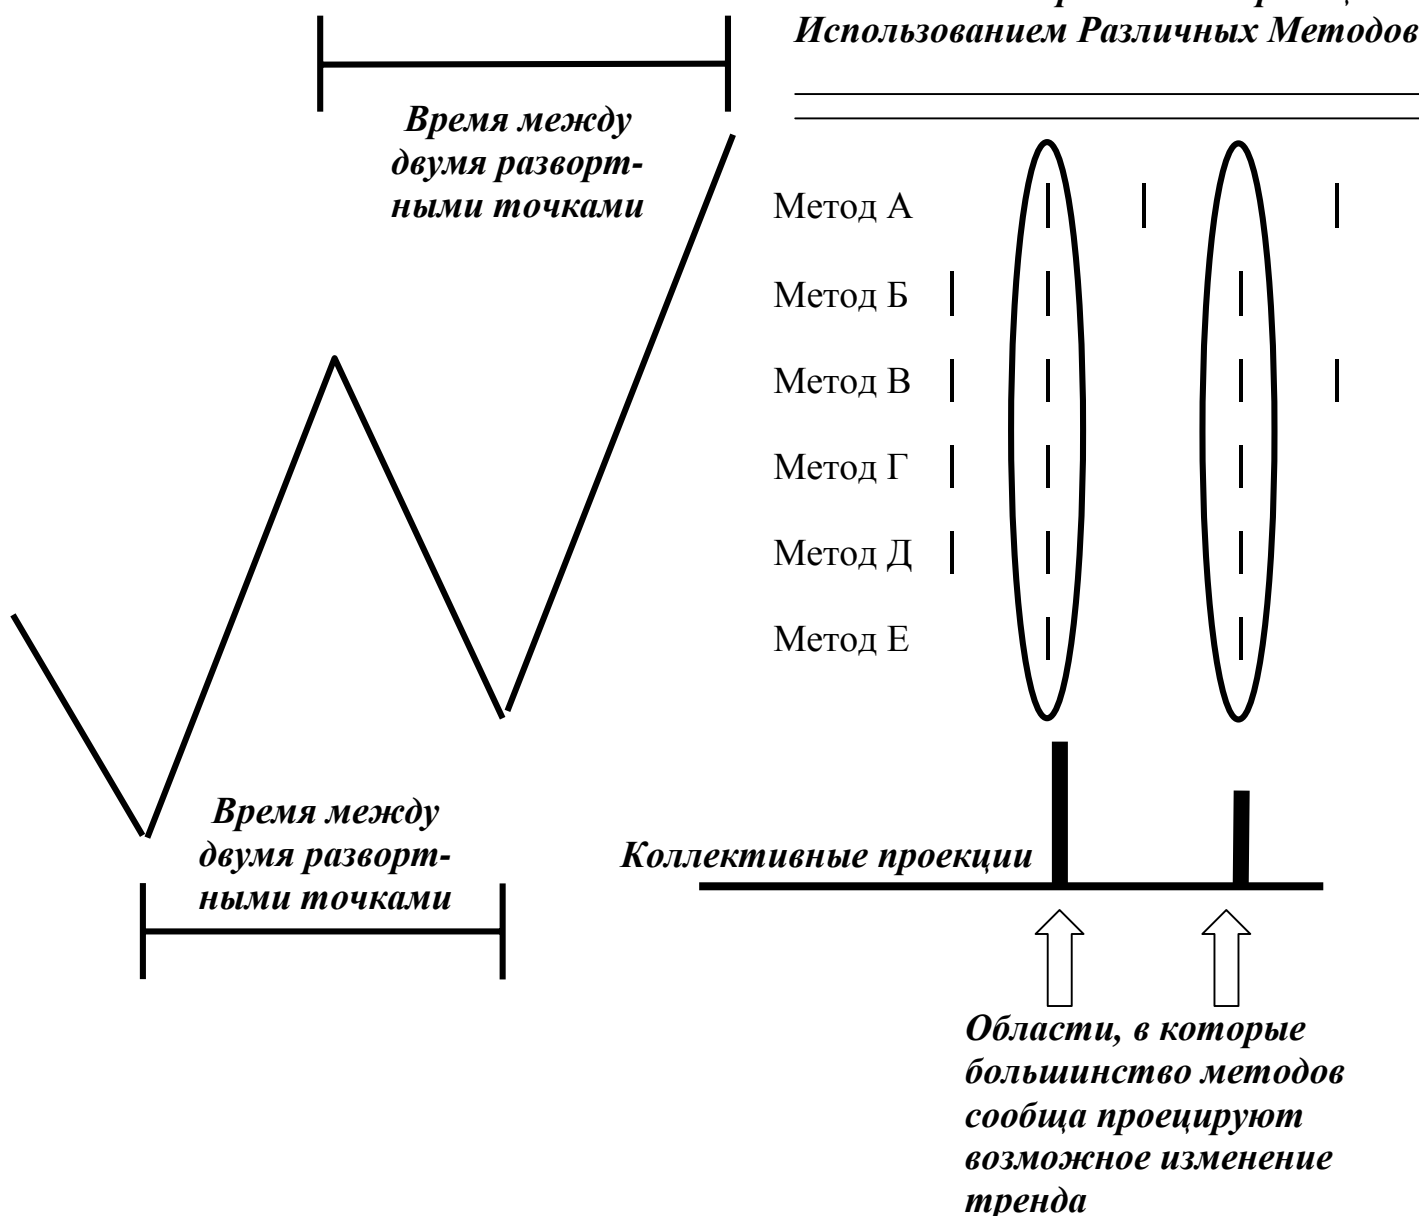 Использованием Различных Методов
Время между
двумя разворт-
ными точками
Метод А
Метод Б
Метод В
Метод Г
Метод Д
Метод Е
Время между
двумя разворт-
ными точками
Коллективные проекции
Области, в которые
большинство методов
сообща проецируют
возможное изменение
тренда